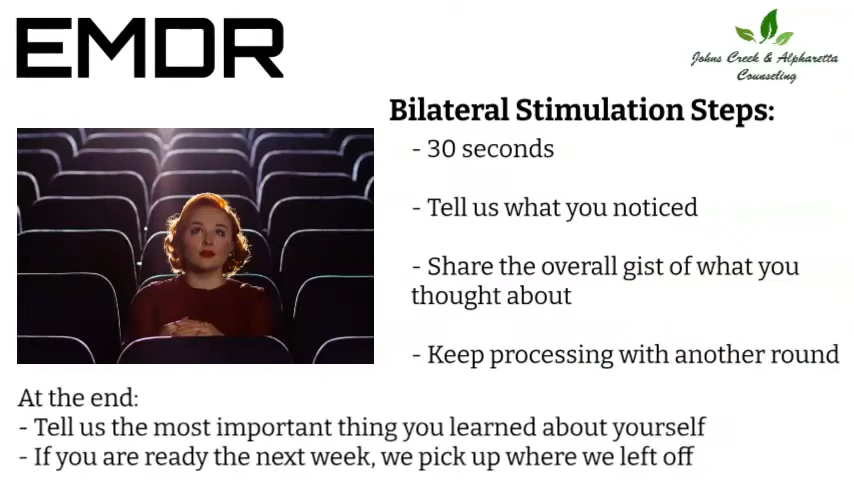 EMDR
Johns Creek & Alpharetta
Counseling
Bilateral Stimulation Steps:
- 30 seconds
- Tell us what you noticed
- Share the overall gist of what you
thought about
- Keep processing with another round
At the end:
- Tell us the most important thing you learned about yourself
- If you are ready the next week, we pick up where we left off